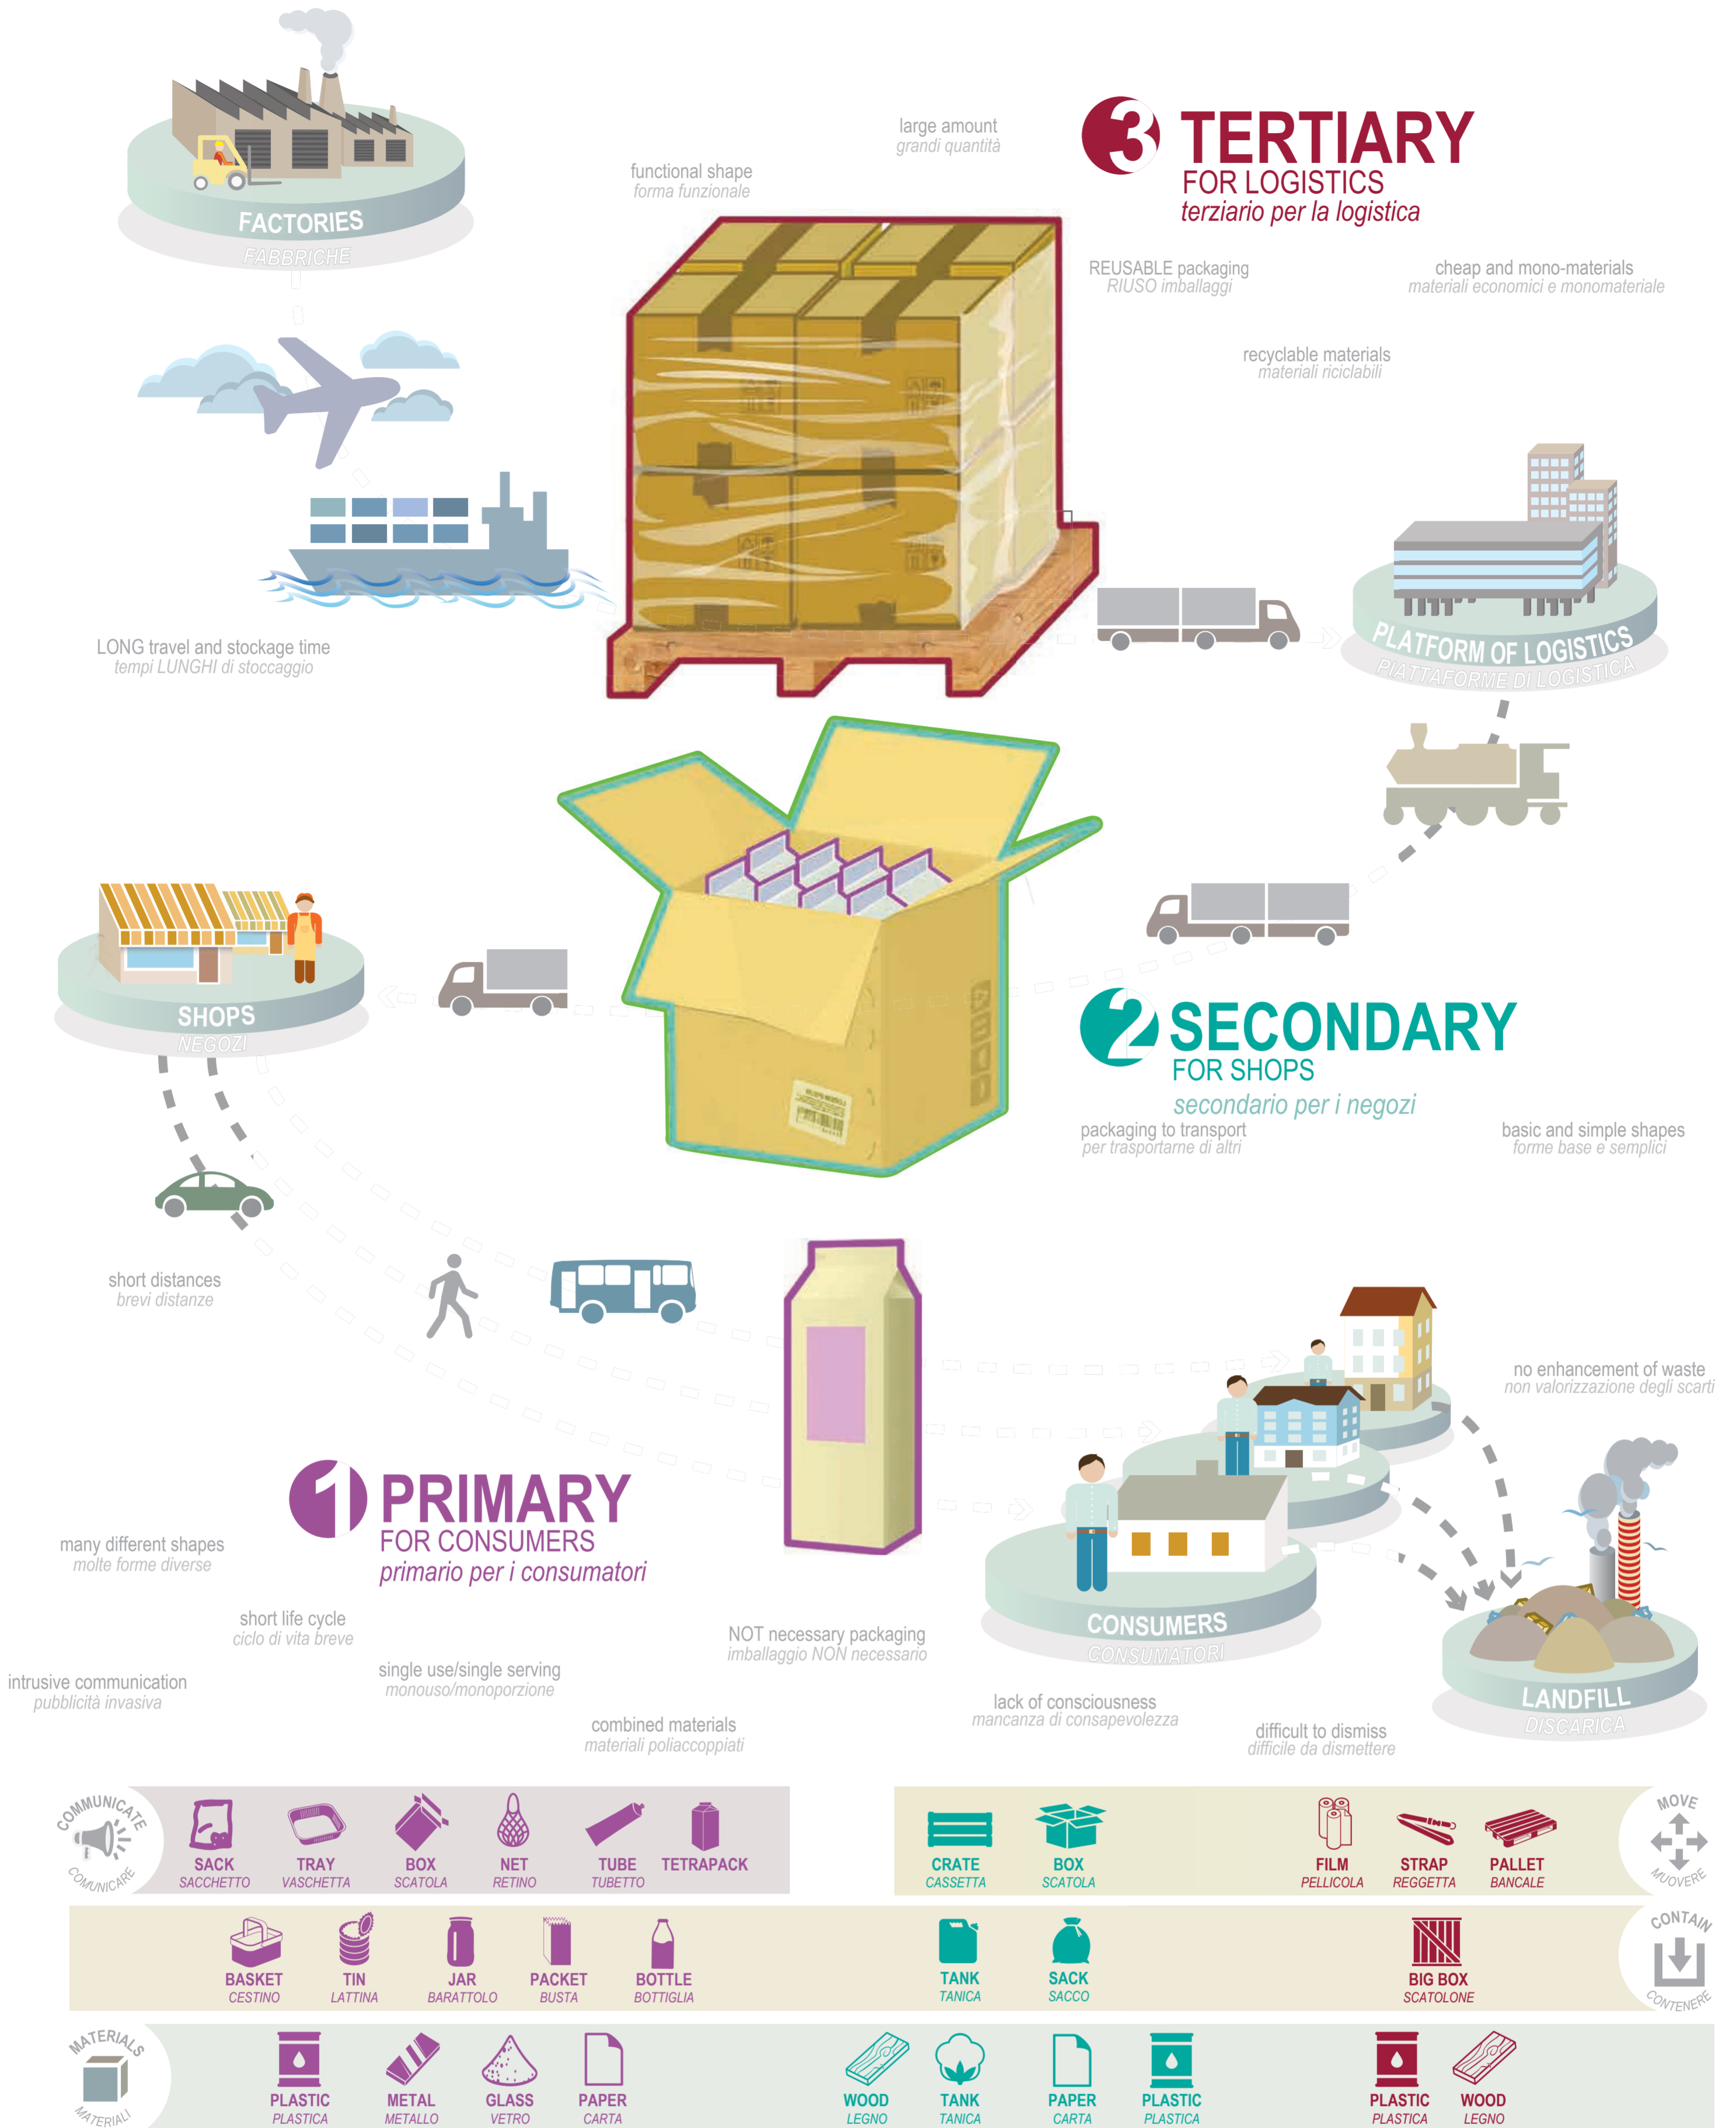 large amount
grandi quantità
functional shape
forma funzionale
3 TERTIARY
FOR LOGISTICS
terziario per la logistica
FACTORIES
FABBRICHE
REUSABLE packaging
RIUSO imballaggi
cheap and mono-materials
materiali economici e monomateriale
recyclable materials
materiali riciclabili
LONG travel and stockage time
tempi LUNGHI di stoccaggio
PLATFORM OF LOGISTICS
PIATTAFORME DI LOGISTICA
SHOPS
NEGOZI
2 SECONDARY
FOR SHOPS
secondario per i negozi
packaging to transport
per trasportarne di altri
basic and simple shapes
forme base e semplici
short distances
brevi distanze
no enhancement of waste
non valorizzazione degli scarti
1 PRIMARY
FOR CONSUMERS
primario per i consumatori
many different shapes
molte forme diverse
short life cycle
ciclo di vita breve
NOT necessary packaging
imballaggio NON necessario
CONSUMERS
CONSUMATORI
intrusive communication
pubblicità invasiva
single use/single serving
monouso/monoporzione
lack of consciousness
mancanza di consapevolezza
LANDFILL
DISCARICA
combined materials
materiali poliaccoppiati
difficult to dismiss
difficile da dismettere
COMMUNICATE
COMUNICARE
SACK
SACCHETTO
TRAY
VASCHETTA
BOX
SCATOLA
NET
RETINO
TUBE
TUBETTO
TETRAPACK
CRATE
CASSETTA
BOX
SCATOLA
FILM
PELLICOLA
STRAP
REGGETTA
PALLET
BANCALE
MOVE
MUOVERE
BASKET
CESTINO
TIN
LATTINA
JAR
BARATTOLO
PACKET
BUSTA
BOTTLE
BOTTIGLIA
TANK
TANICA
SACK
SACCO
BIG BOX
SCATOLONE
CONTAIN
CONTENERE
MATERIALS
MATERIALI
PLASTIC
PLASTICA
METAL
METALLO
GLASS
VETRO
PAPER
CARTA
WOOD
LEGNO
TANK
TANICA
PAPER
CARTA
PLASTIC
PLASTICA
PLASTIC
PLASTICA
WOOD
LEGNO